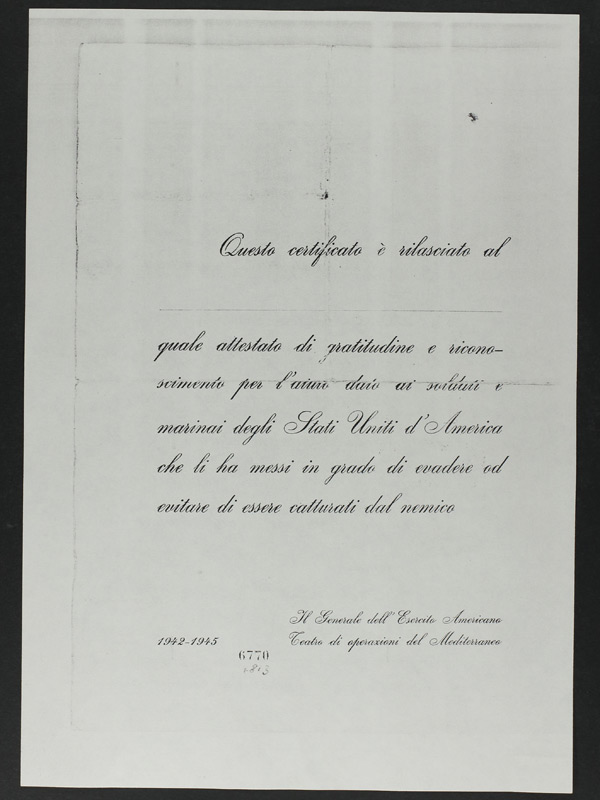 Questo certificato è rilasciato al
quale attestato di gratitudine e ricono-
scimento per l'aiuto dato ai soldati e
marinai degli Stati Uniti d'America
che li ha messi in grado di evadere od
evitare di essere catturati dal nemico
Il Generale dell'Esercito Americano
1942-1945 Teatro di operazioni del Mediterraneo
6770